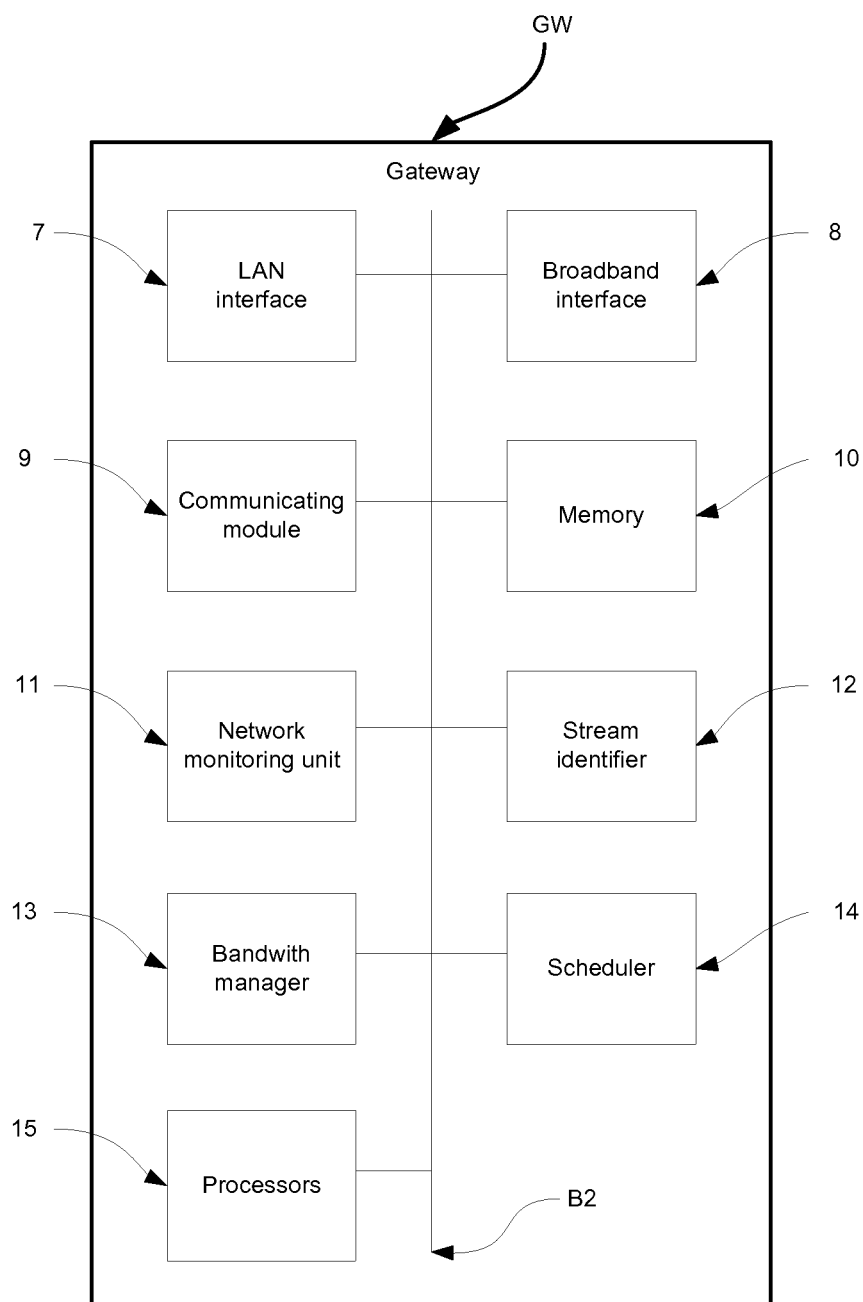 GW
Gateway
7
LAN
interface
Broadband
interface
8
9
Communicating
module
Memory
10
11
Network
monitoring unit
Stream
identifier
12
13
Bandwith
manager
Scheduler
14
15
Processors
B2